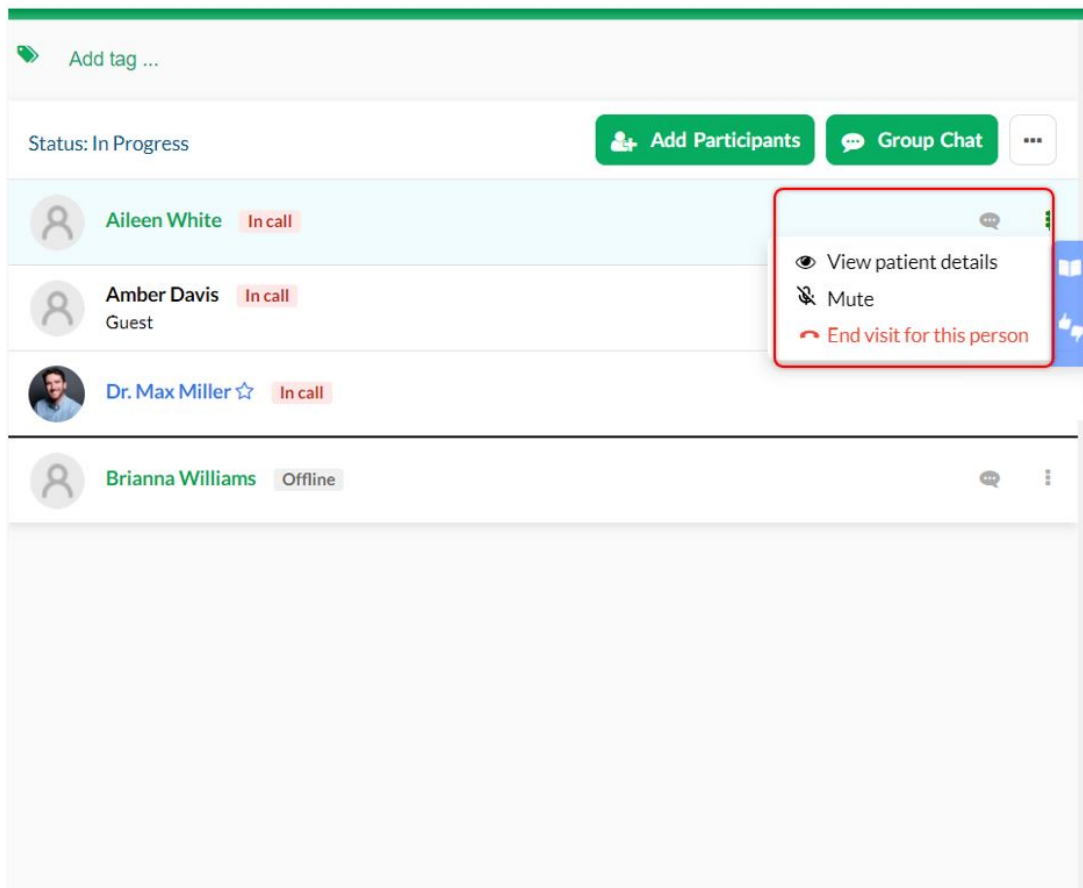 Add tag ...
Status: In Progress
Add Participants
Group Chat
Aileen White In call
View patient details
Mute
End visit for this person
Amber Davis In call
Guest
Dr. Max Miller In call
Brianna Williams Offline